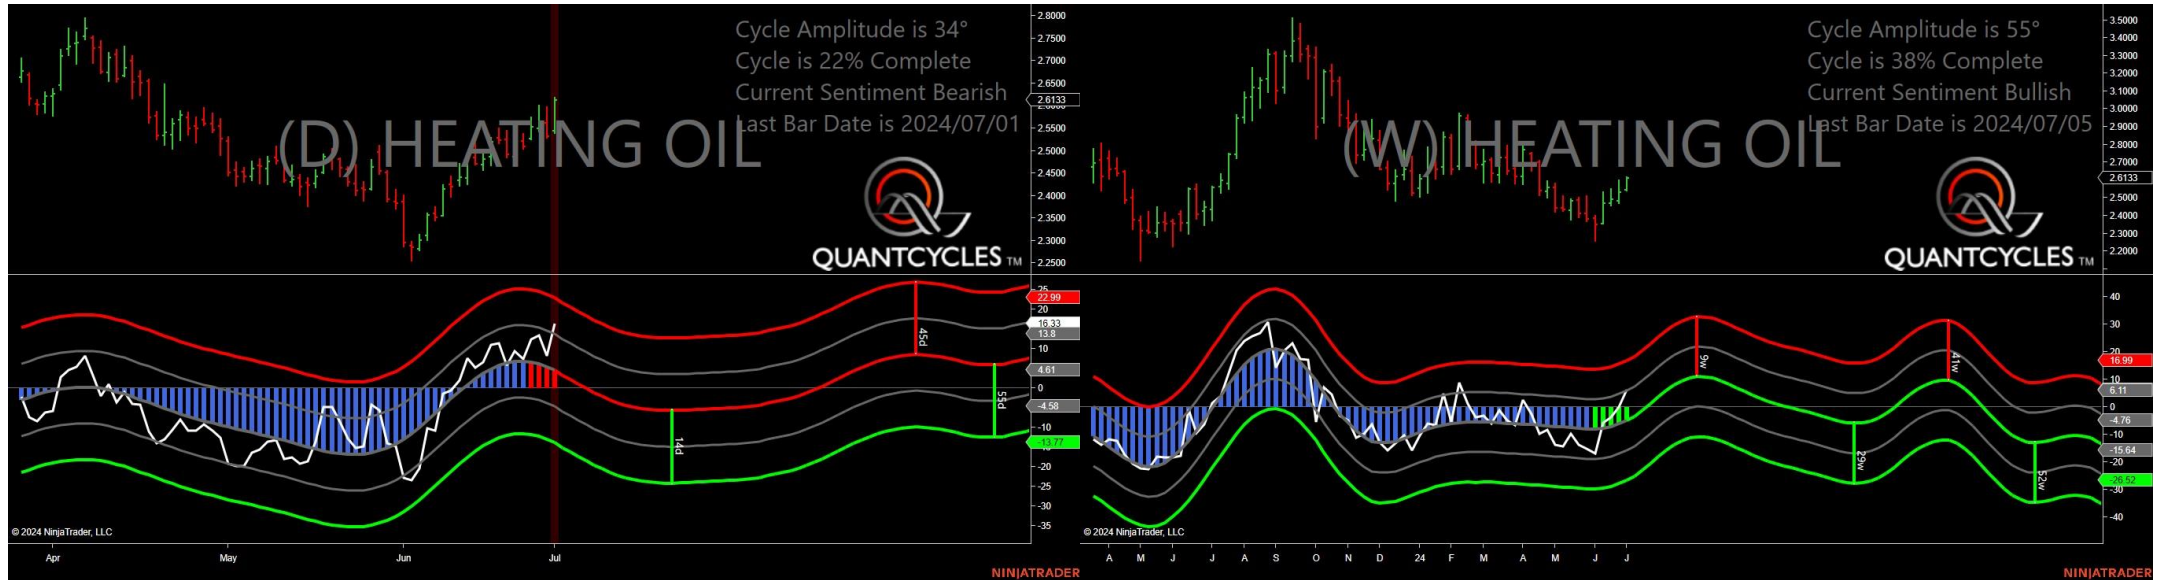 Cycle Amplitude is 34°
Cycle is 22% Complete
Current Sentiment Bearish
Last Bar Date is 2024/07/01
(D) HEATING OIL
QUANTCYCLES TM
2.8000
2.7500
2.7000
2.6500
2.6133
2.5500
2.5000
2.4500
2.4000
2.3500
2.3000
2.2500
25
22.99
20
16.33
13.8
10
4.61
0
-4.58
-10
-13.77
-20
-25
-30
-35
14d
45d
55d
© 2024 NinjaTrader, LLC
Apr May Jun Jul
NINJATRADER
Cycle Amplitude is 55°
Cycle is 38% Complete
Current Sentiment Bullish
Last Bar Date is 2024/07/05
(W) HEATING OIL
QUANTCYCLES TM
3.5000
3.4000
3.3000
3.2000
3.1000
3.0000
2.9000
2.8000
2.7000
2.6133
2.5000
2.4000
2.3000
2.2000
40
30
20
16.99
10
6.11
0
-4.76
-10
-15.64
-20
-26.52
-30
-40
9w
29w
41w
52w
© 2024 NinjaTrader, LLC
A M J J A S O N D 24 F M A M J J
NINJATRADER